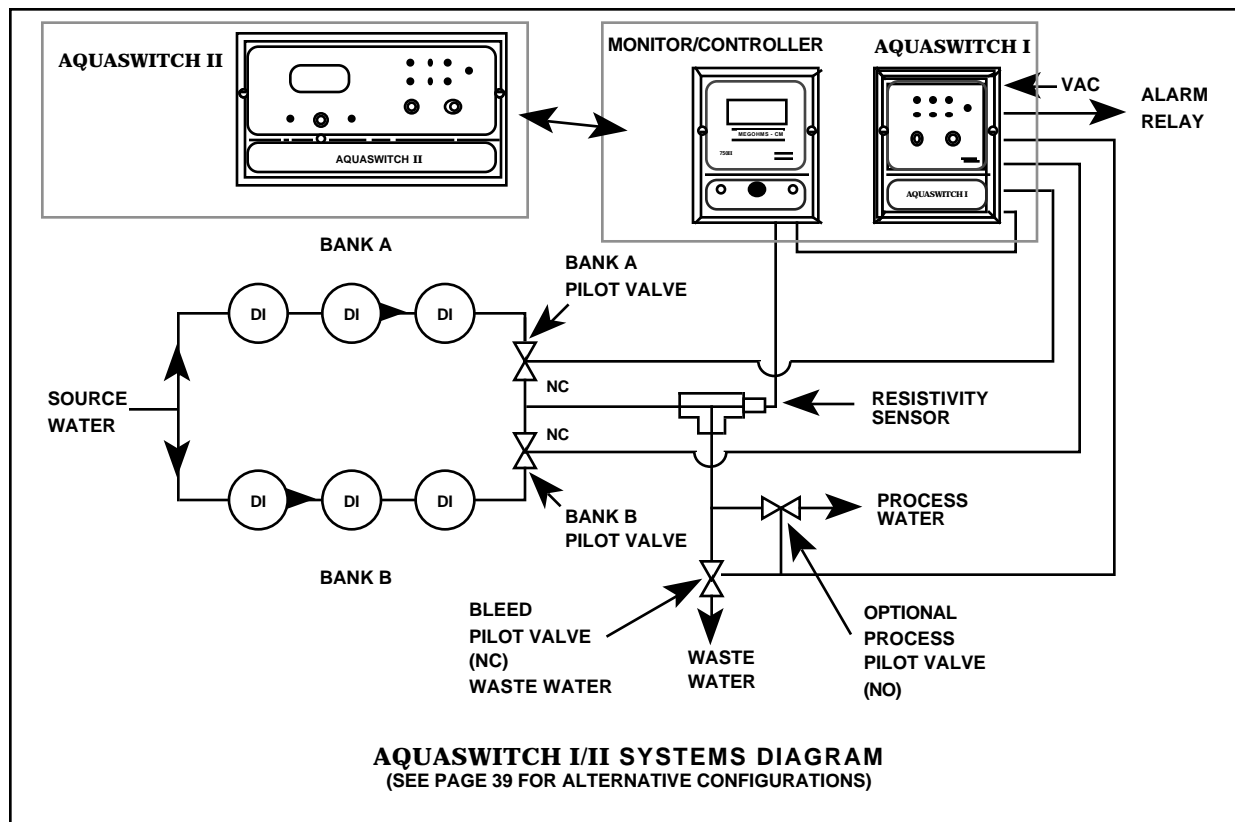 AQUASWITCH II
AQUASWITCH II
MONITOR/CONTROLLER
AQUASWITCH I
MEGOHMS - CM
750II
AQUASWITCH I
VAC
ALARM
RELAY
BANK A
BANK A
PILOT VALVE
DI
DI
DI
NC
SOURCE
WATER
RESISTIVITY
SENSOR
NC
DI
DI
DI
BANK B
PILOT VALVE
PROCESS
WATER
BANK B
BLEED
PILOT VALVE
(NC)
WASTE WATER
WASTE
WATER
OPTIONAL
PROCESS
PILOT VALVE
(NO)
AQUASWITCH I/II SYSTEMS DIAGRAM
(SEE PAGE 39 FOR ALTERNATIVE CONFIGURATIONS)